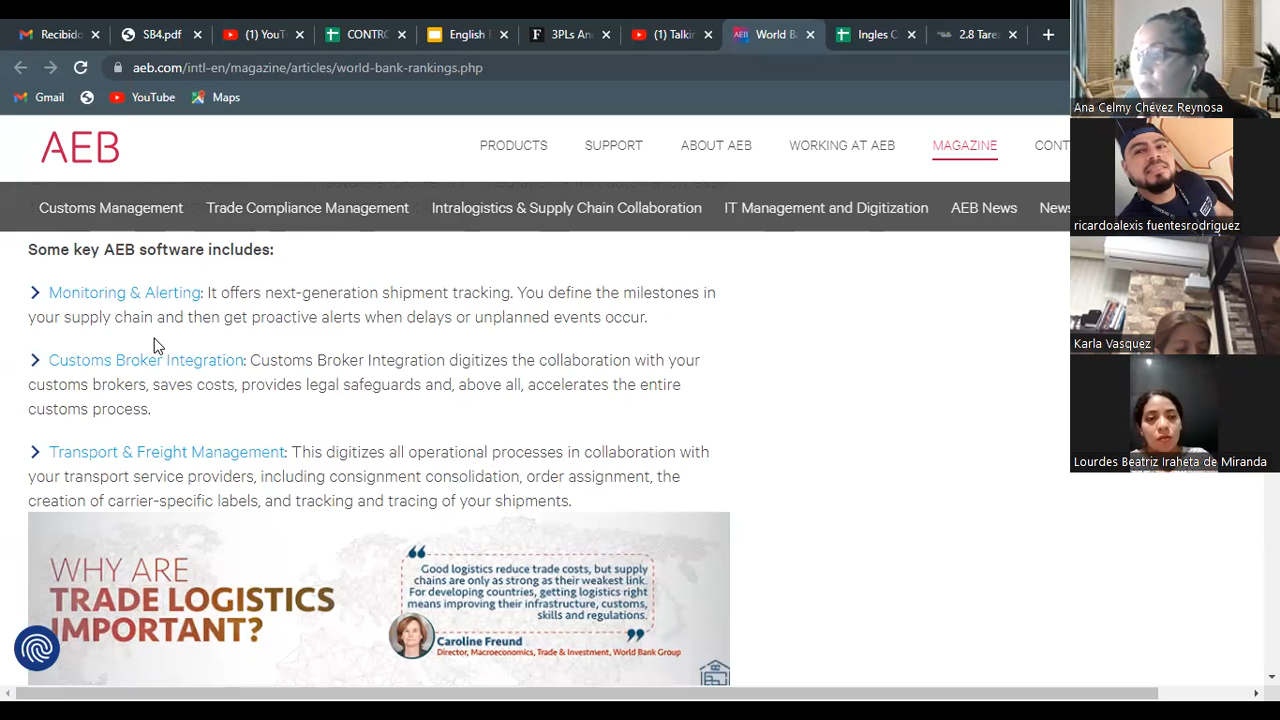 Recibido
SB4.pdf
(1) YouT
CONTRO
English
3PLs An
(1) Talkin
World B
Ingles C
2.8 Tare
aeb.com/intl-en/magazine/articles/world-bank-rankings.php
Gmail
YouTube
Maps
AEB
PRODUCTS
SUPPORT
ABOUT AEB
WORKING AT AEB
MAGAZINE
CONT
Customs Management
Trade Compliance Management
Intralogistics & Supply Chain Collaboration
IT Management and Digitization
AEB News
News
Some key AEB software includes:
Monitoring & Alerting: It offers next-generation shipment tracking. You define the milestones in
your supply chain and then get proactive alerts when delays or unplanned events occur.
Customs Broker Integration: Customs Broker Integration digitizes the collaboration with your
customs brokers, saves costs, provides legal safeguards and, above all, accelerates the entire
customs process.
Transport & Freight Management: This digitizes all operational processes in collaboration with
your transport service providers, including consignment consolidation, order assignment, the
creation of carrier-specific labels, and tracking and tracing of your shipments.
WHY ARE
TRADE LOGISTICS
IMPORTANT?
Good logistics reduce trade costs, but supply
chains are only as strong as their weakest link.
For developing countries, getting logistics right
means improving their infrastructure, customs,
skills and regulations.
Caroline Freund
Director, Macroeconomics, Trade & Investment, World Bank Group
Ana Celmy Chévez Reynosa
ricardoalexis fuentesrodriguez
Karla Vasquez
Lourdes Beatriz Iraheta de Miranda